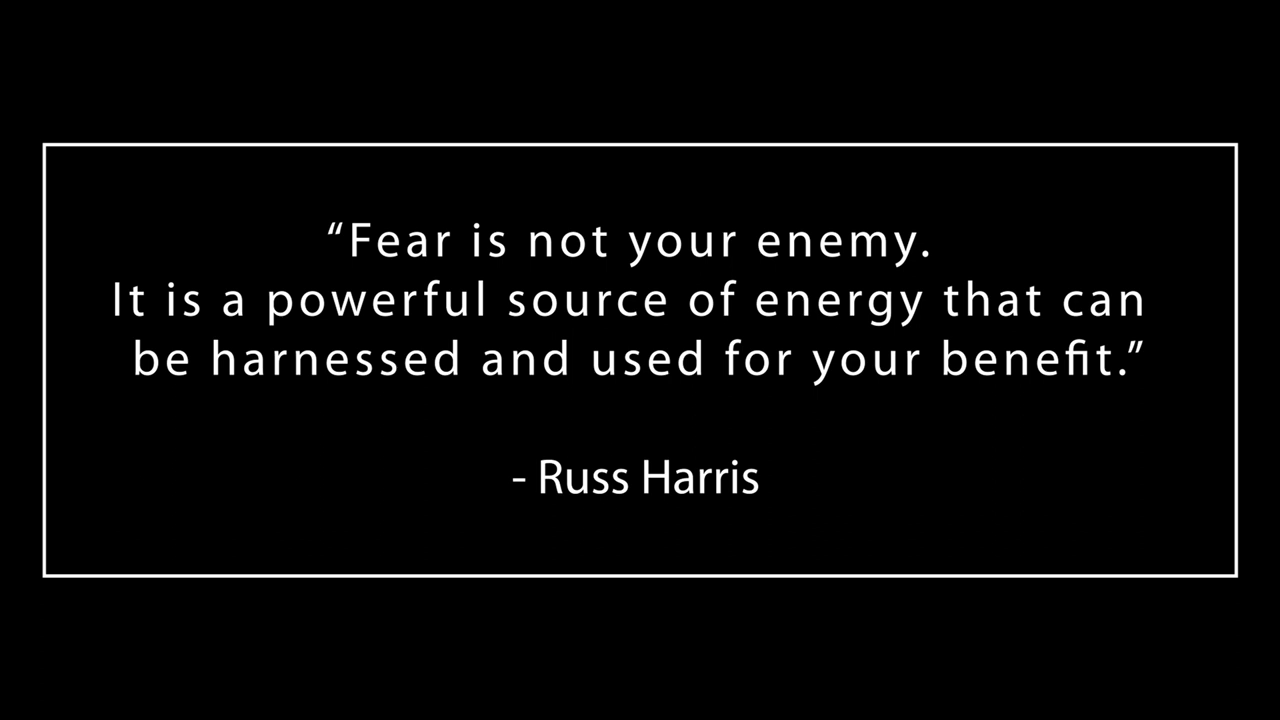 “Fear is not your enemy.
It is a powerful source of energy that can
be harnessed and used for your benefit.”
- Russ Harris